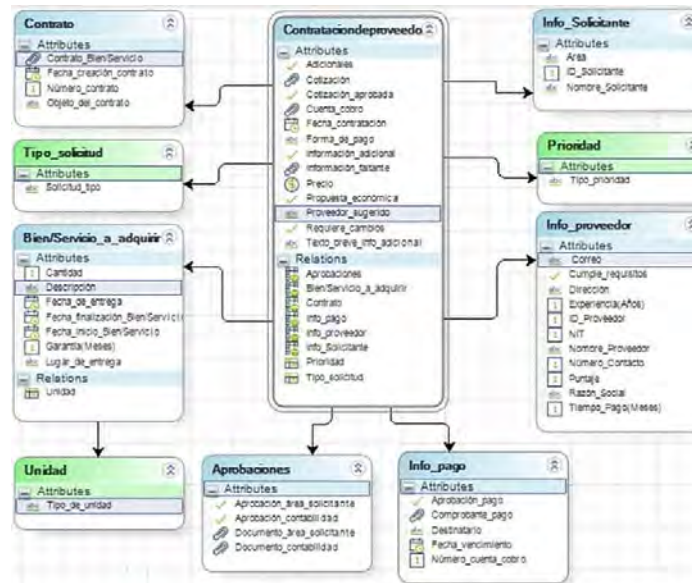 Contrato
Attributes
Contrato_Bien/Servicio
Fecha_creación_contrato
Número_contrato
Objeto_del_contrato
Tipo_solicitud
Attributes
Solicitud_tipo
Bien/Servicio_a_adquirir
Attributes
Cantidad
Descripción
Fecha_de_entrega
Fecha_finalización_Bien/Servicio
Fecha_inicio_Bien/Servicio
Garantía(Meses)
Lugar_de_entrega
Relations
Unidad
Unidad
Attributes
Tipo_de_unidad
Contrataciondeproveedo
Attributes
Adicionales
Cotización
Cotización_aprobada
Cuenta_cobro
Fecha_contratación
Forma_de_pago
Información_adicional
Información_faltante
Precio
Propuesta_económica
Proveedor_sugerido
Requiere_cambios
Texto_breve_info_adicional
Relations
Aprobaciones
Bien/Servicio_a_adquirir
Contrato
Info_pago
Info_proveedor
Info_Solicitante
Prioridad
Tipo_solicitud
Aprobaciones
Attributes
Aprobación_área_solicitante
Aprobación_contabilidad
Documento_área_solicitante
Documento_contabilidad
Info_pago
Attributes
Aprobación_pago
Comprobante_pago
Destinatario
Fecha_vencimiento
Número_cuenta_cobro
Info_Solicitante
Attributes
Area
ID_Solicitante
Nombre_Solicitante
Prioridad
Attributes
Tipo_prioridad
Info_proveedor
Attributes
Correo
Cumple_requisitos
Dirección
Experiencia(Años)
ID_Proveedor
NIT
Nombre_Proveedor
Número_Contacto
Puntaje
Razón_Social
Tiempo_Pago(Meses)